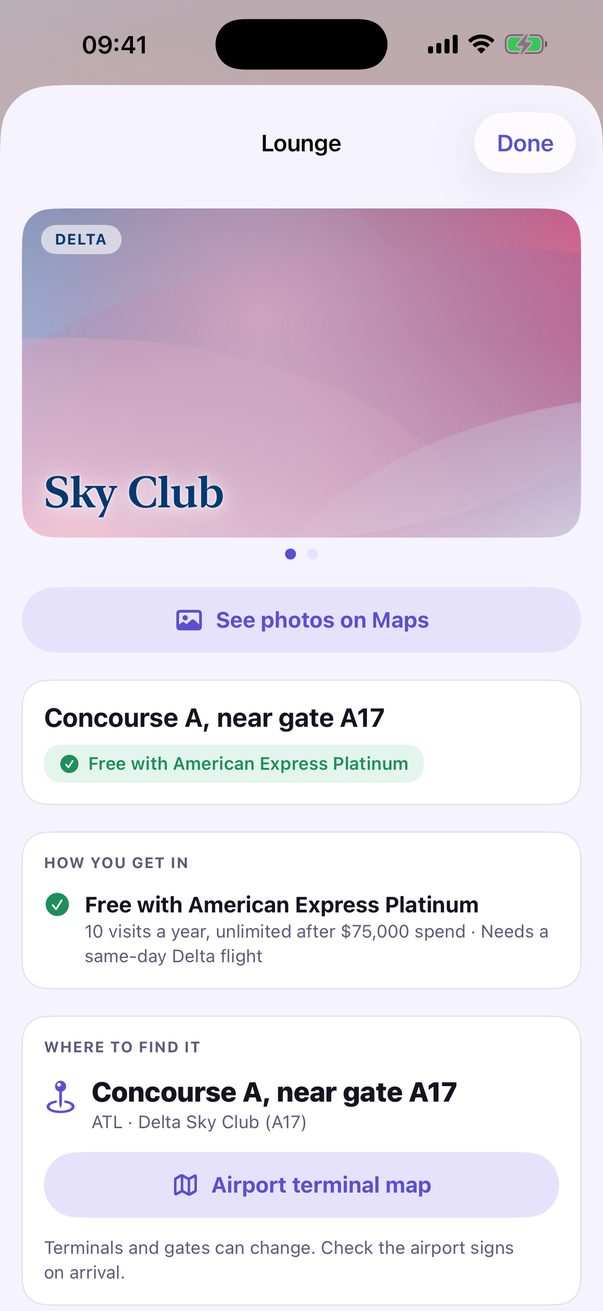 09:41
Lounge
Done
DELTA
Sky Club
See photos on Maps
Concourse A, near gate A17
Free with American Express Platinum
HOW YOU GET IN
Free with American Express Platinum
10 visits a year, unlimited after $75,000 spend · Needs a
same-day Delta flight
WHERE TO FIND IT
Concourse A, near gate A17
ATL · Delta Sky Club (A17)
Airport terminal map
Terminals and gates can change. Check the airport signs
on arrival.